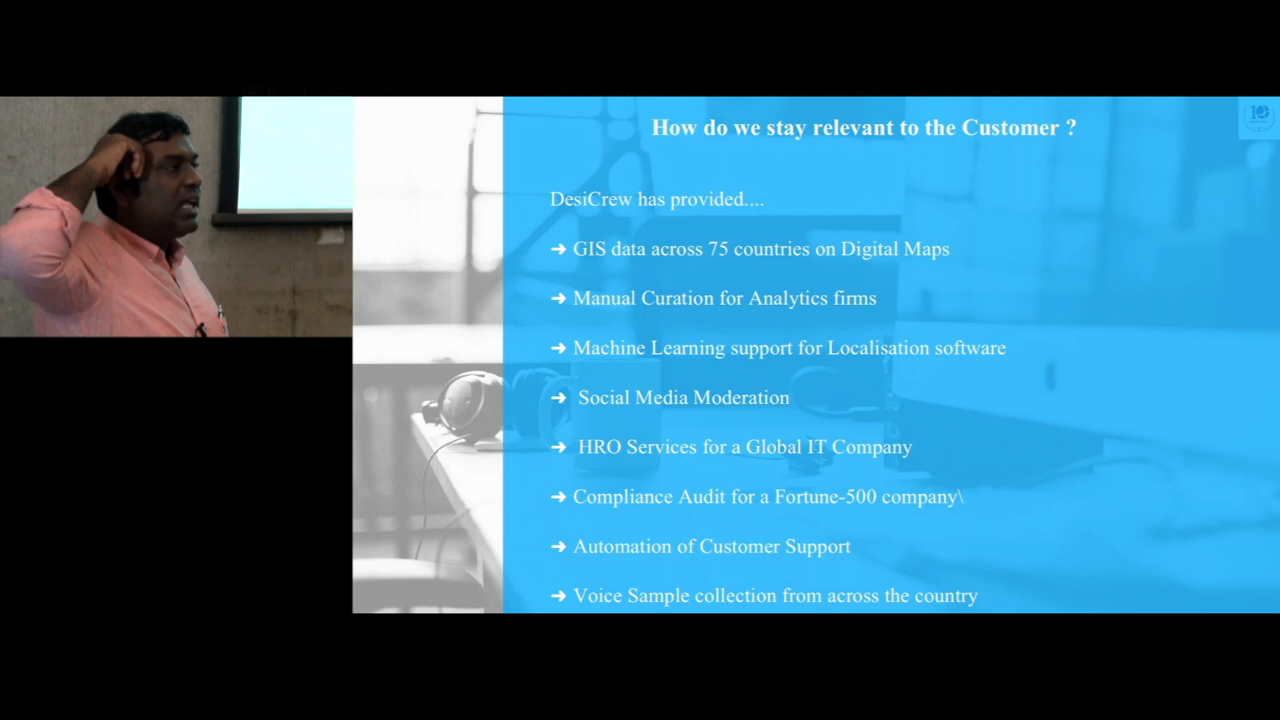 How do we stay relevant to the Customer ?
DesiCrew has provided....
➔ GIS data across 75 countries on Digital Maps
➔ Manual Curation for Analytics firms
➔ Machine Learning support for Localisation software
➔ Social Media Moderation
➔ HRO Services for a Global IT Company
➔ Compliance Audit for a Fortune-500 company\
➔ Automation of Customer Support
➔ Voice Sample collection from across the country
10